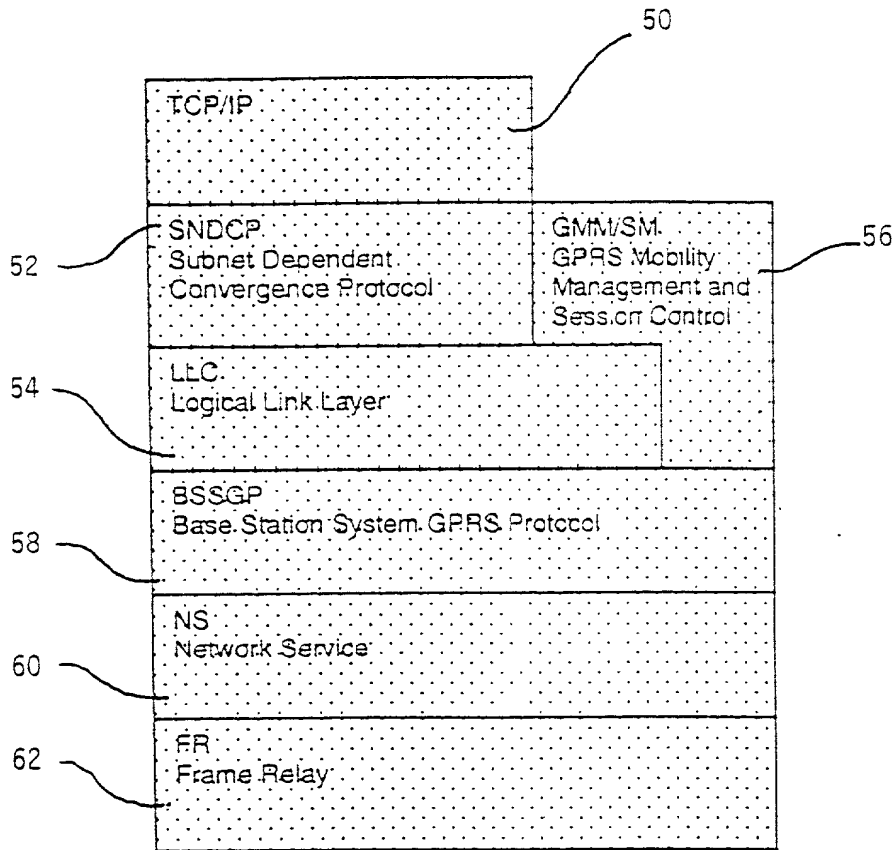 50
TCP/IP
52
SNDCP
Subnet Dependent
Convergence Protocol
GMM/SM
GPRS Mobility
Management and
Session Control
56
54
LLC
Logical Link Layer
58
BSSGP
Base Station System GPRS Protocol
60
NS
Network Service
62
FR
Frame Relay